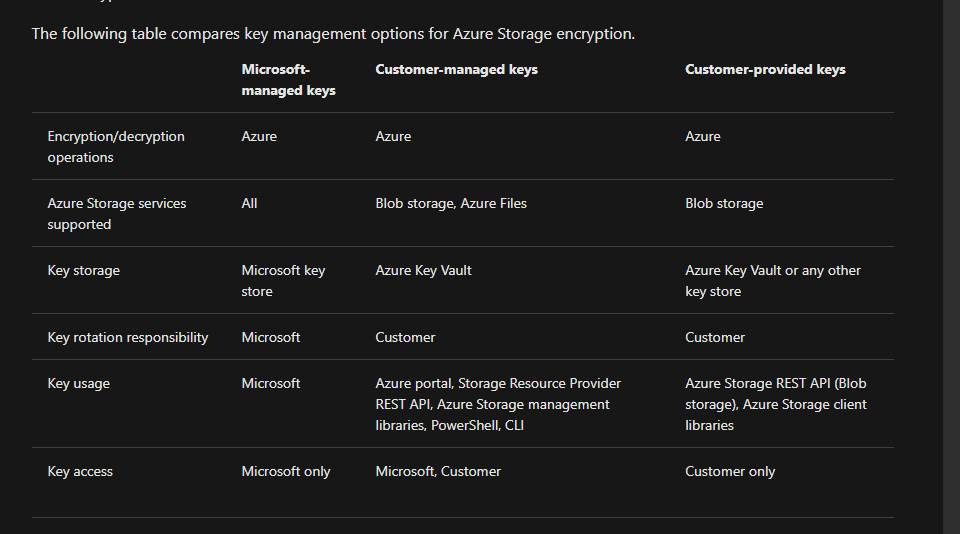 The following table compares key management options for Azure Storage encryption.
Microsoft-
managed keys
Customer-managed keys
Customer-provided keys
Encryption/decryption
operations
Azure
Azure
Azure
Azure Storage services
supported
All
Blob storage, Azure Files
Blob storage
Key storage
Microsoft key
store
Azure Key Vault
Azure Key Vault or any other
key store
Key rotation responsibility
Microsoft
Customer
Customer
Key usage
Microsoft
Azure portal, Storage Resource Provider
REST API, Azure Storage management
libraries, PowerShell, CLI
Azure Storage REST API (Blob
storage), Azure Storage client
libraries
Key access
Microsoft only
Microsoft, Customer
Customer only